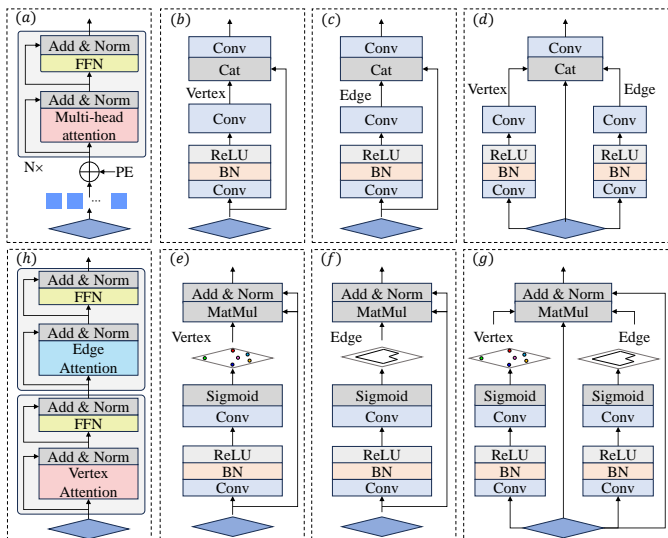 (a)
Add & Norm
FFN
Add & Norm
Multi-head
attention
N×
PE
...
(b)
Conv
Cat
Vertex
Conv
ReLU
BN
Conv
(c)
Conv
Cat
Edge
Conv
ReLU
BN
Conv
(d)
Conv
Cat
Vertex
Edge
Conv
Conv
ReLU
ReLU
BN
BN
Conv
Conv
(h)
Add & Norm
FFN
Add & Norm
Edge
Attention
Add & Norm
FFN
Add & Norm
Vertex
Attention
(e)
Add & Norm
MatMul
Vertex
Sigmoid
Conv
ReLU
BN
Conv
(f)
Add & Norm
MatMul
Edge
Sigmoid
Conv
ReLU
BN
Conv
(g)
Add & Norm
MatMul
Vertex
Edge
Sigmoid
Sigmoid
Conv
Conv
ReLU
ReLU
BN
BN
Conv
Conv